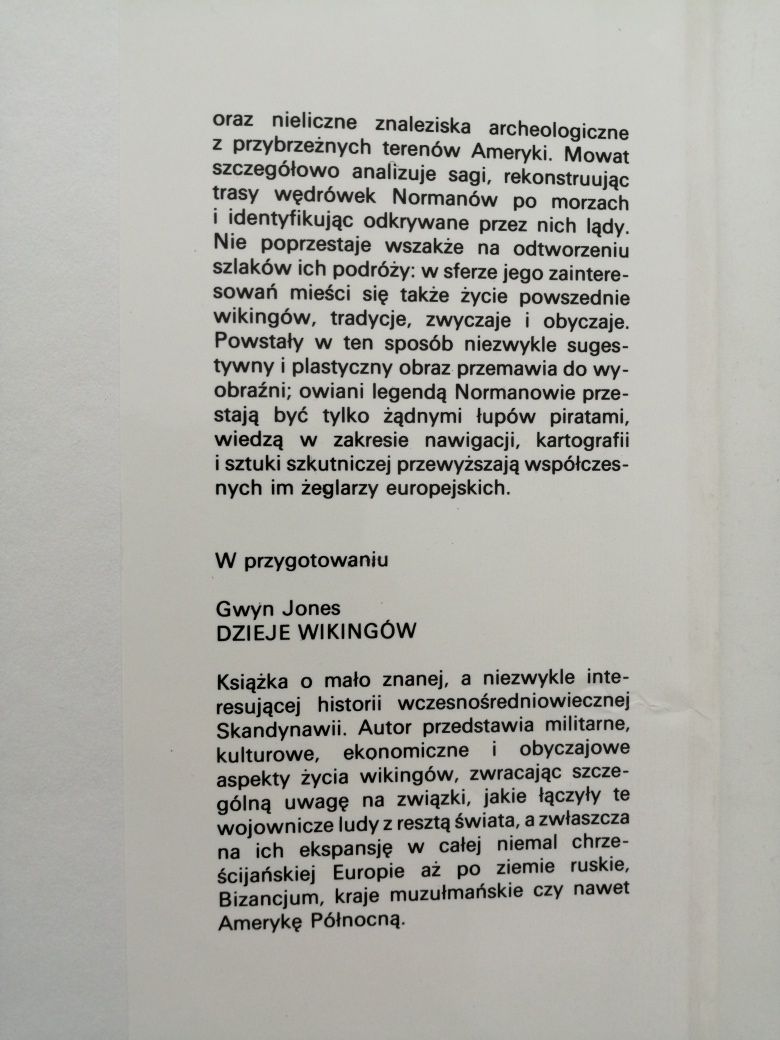 oraz nieliczne znaleziska archeologiczne
z przybrzeżnych terenów Ameryki. Mowat
szczegółowo analizuje sagi, rekonstruując
trasy wędrówek Normanów po morzach
i identyfikując odkrywane przez nich lądy.
Nie poprzestaje wszakże na odtworzeniu
szlaków ich podróży: w sferze jego zaintere-
sowań mieści się także życie powszednie
wikingów, tradycje, zwyczaje i obyczaje.
Powstały w ten sposób niezwykle suges-
tywny i plastyczny obraz przemawia do wy-
obraźni; owiani legendą Normanowie prze-
stają być tylko żądnymi łupów piratami,
wiedzą w zakresie nawigacji, kartografii
i sztuki szkutniczej przewyższają współczes-
nych im żeglarzy europejskich.
W przygotowaniu
Gwyn Jones
DZIEJE WIKINGÓW
Książka o mało znanej, a niezwykle inte-
resującej historii wczesnośredniowiecznej
Skandynawii. Autor przedstawia militarne,
kulturowe, ekonomiczne i obyczajowe
aspekty życia wikingów, zwracając szcze-
gólną uwagę na związki, jakie łączyły te
wojownicze ludy z resztą świata, a zwłaszcza
na ich ekspansję w całej niemal chrze-
ścijańskiej Europie aż po ziemie ruskie,
Bizancjum, kraje muzułmańskie czy nawet
Amerykę Północną.